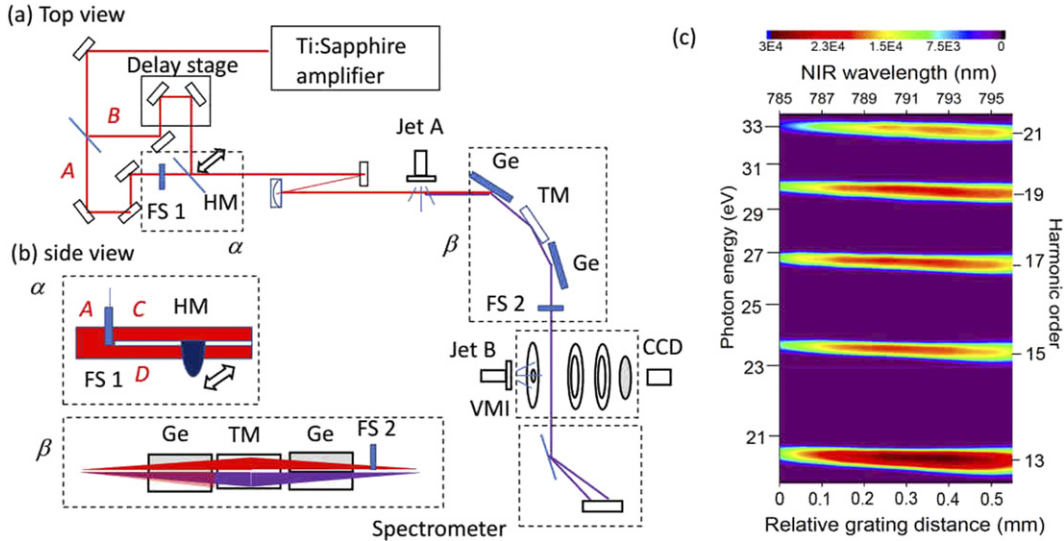 (a) Top view
Ti:Sapphire
amplifier
Delay stage
B
A
FS 1
HM
α
Jet A
Ge
TM
β
Ge
FS 2
Jet B
VMI
CCD
Spectrometer
(b) side view
α
A
C
HM
FS 1
D
β
Ge
TM
Ge
FS 2
(c)
3E4 2.3E4 1.5E4 7.5E3 0
NIR wavelength (nm)
785 787 789 791 793 795
Photon energy (eV)
33
31
29
27
25
23
21
21
19
17
15
13
Harmonic order
0 0.1 0.2 0.3 0.4 0.5
Relative grating distance (mm)